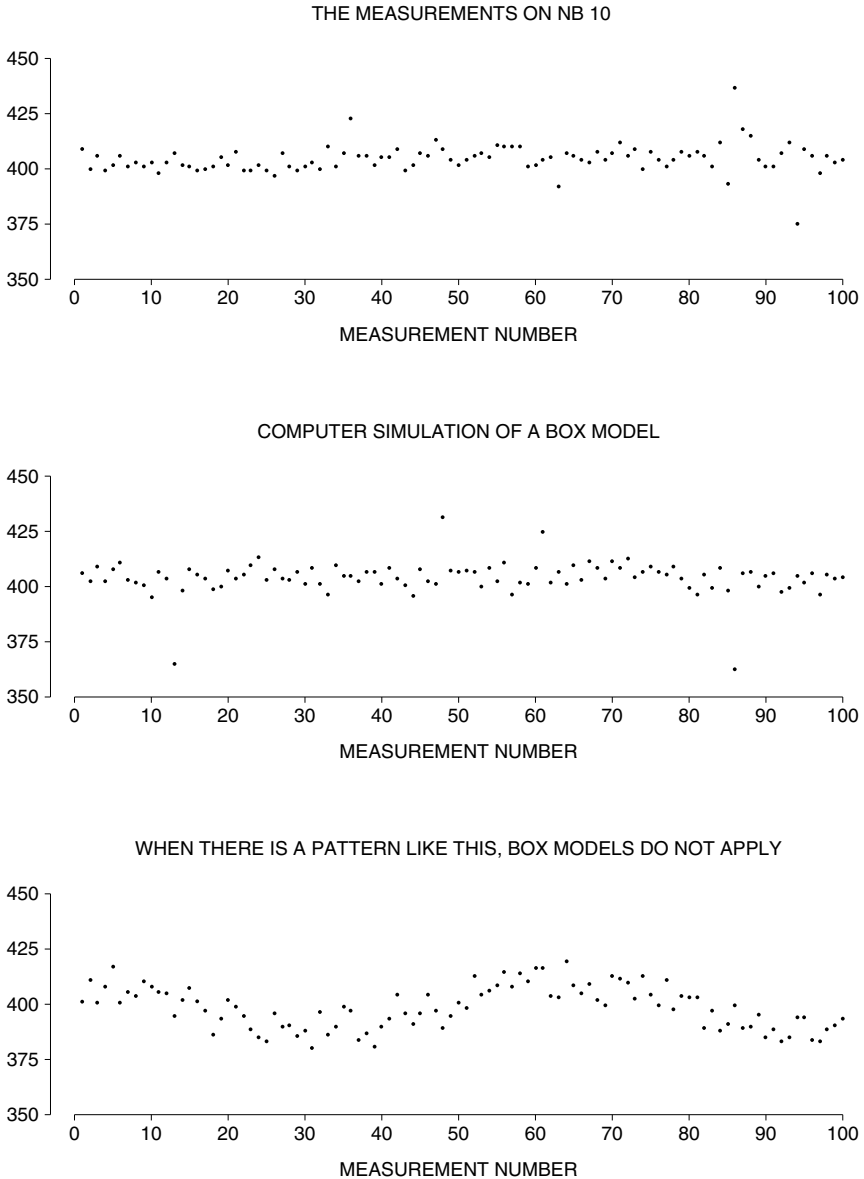 THE MEASUREMENTS ON NB 10
450
425
400
375
350
0 10 20 30 40 50 60 70 80 90 100
MEASUREMENT NUMBER
COMPUTER SIMULATION OF A BOX MODEL
450
425
400
375
350
0 10 20 30 40 50 60 70 80 90 100
MEASUREMENT NUMBER
WHEN THERE IS A PATTERN LIKE THIS, BOX MODELS DO NOT APPLY
450
425
400
375
350
0 10 20 30 40 50 60 70 80 90 100
MEASUREMENT NUMBER